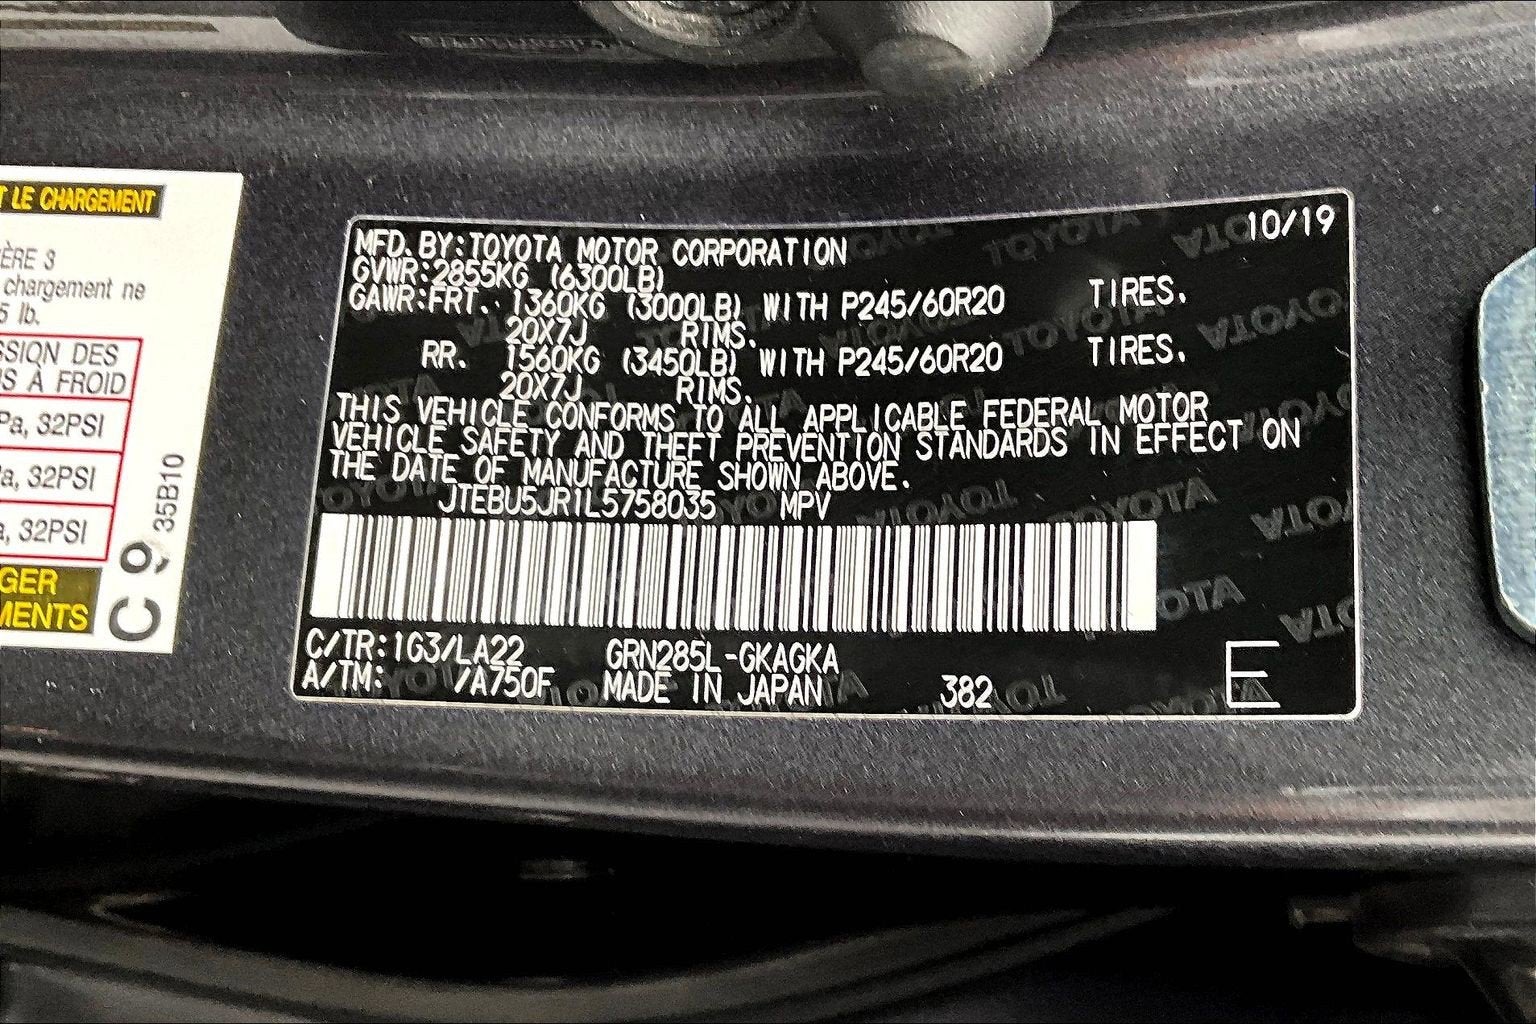 T LE CHARGEMENT
ÈRE 3
chargement ne
5 lb.
SSION DES
US À FROID
Pa, 32PSI
Pa, 32PSI
a, 32PSI
GER
MENTS
C 9
35B10
10/19
MFD. BY:TOYOTA MOTOR CORPORATION
GVWR:2855KG (6300LB)
GAWR:FRT. 1360KG (3000LB) WITH P245/60R20 TIRES.
20X7J RIMS.
RR. 1560KG (3450LB) WITH P245/60R20 TIRES.
20X7J RIMS.
THIS VEHICLE CONFORMS TO ALL APPLICABLE FEDERAL MOTOR
VEHICLE SAFETY AND THEFT PREVENTION STANDARDS IN EFFECT ON
THE DATE OF MANUFACTURE SHOWN ABOVE.
JTEBU5JR1L5758035 MPV
C/TR:1G3/LA22 GRN285L-GKAGKA
A/TM: /A750F MADE IN JAPAN 382
E